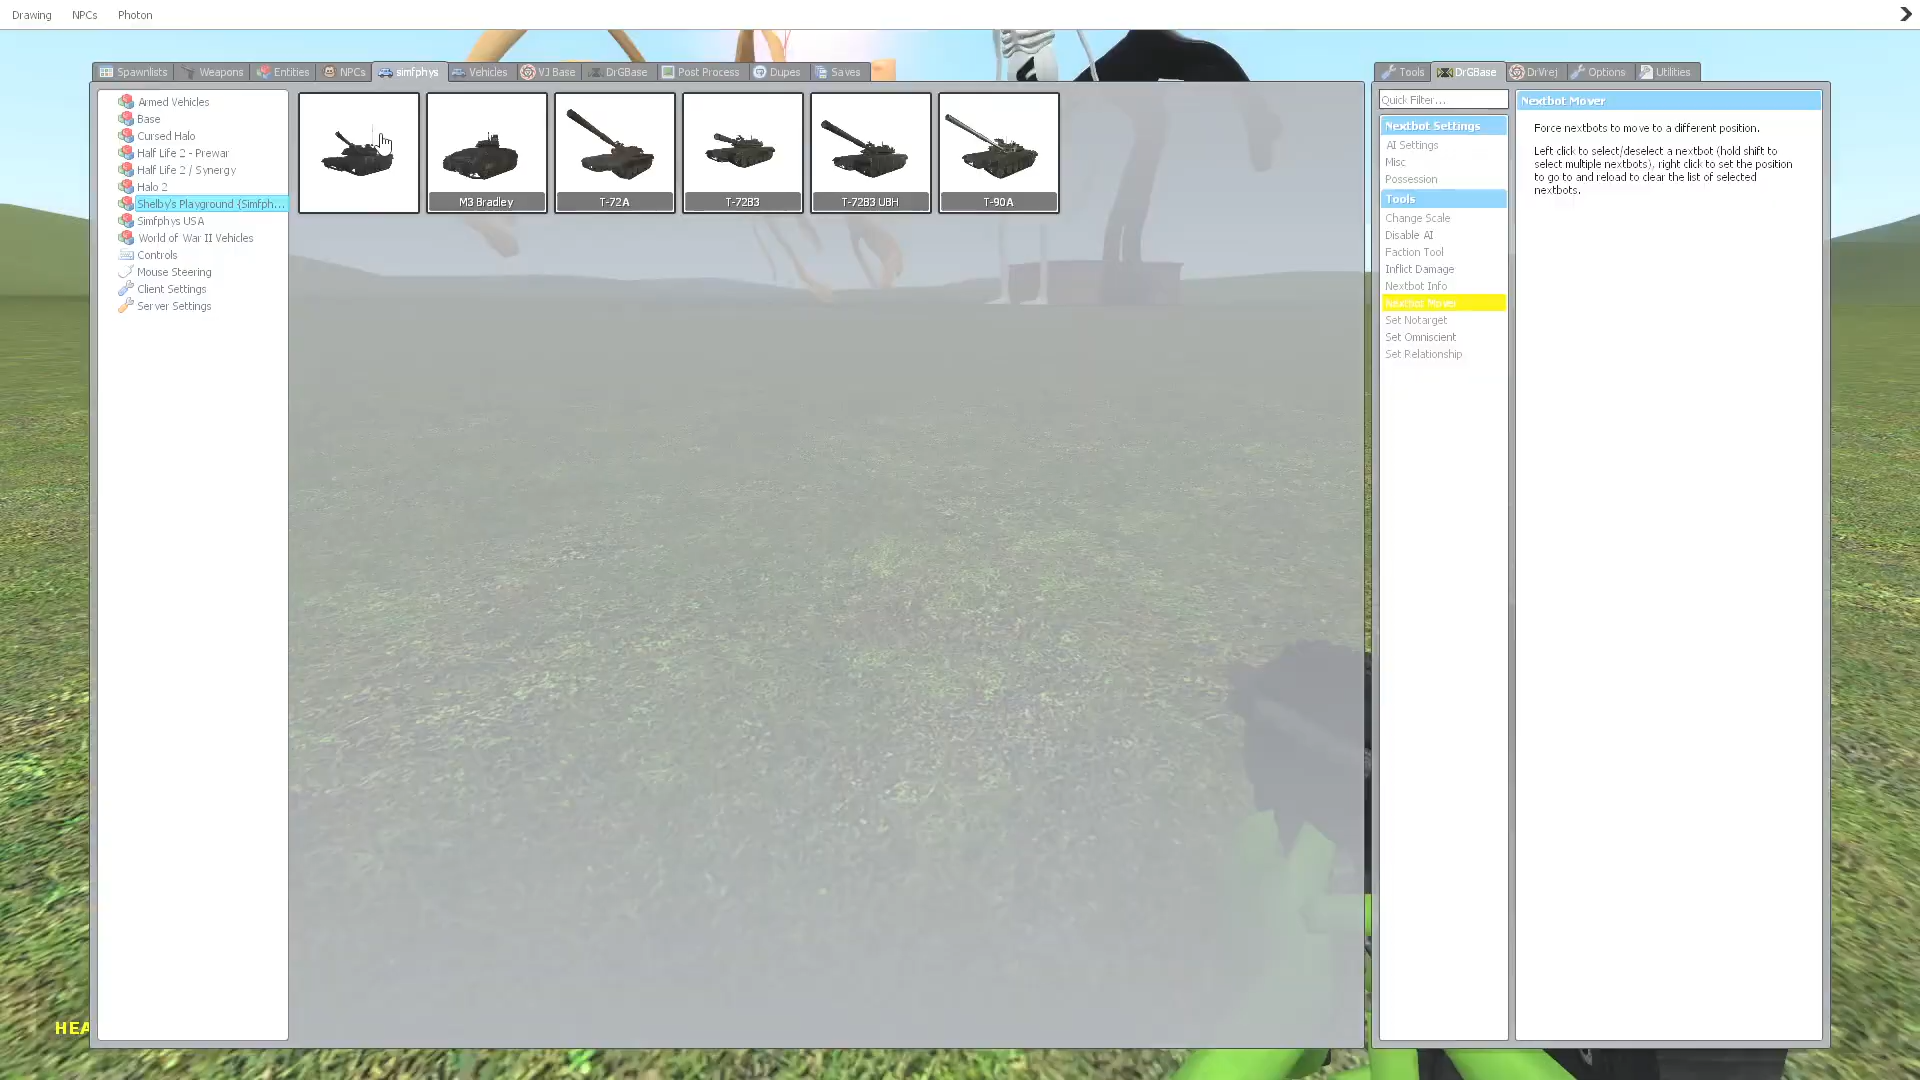 Drawing NPCs Photon
Spawnlists Weapons Entities NPCs simfphys Vehicles VJ Base DrGBase Post Process Dupes Saves
Armed Vehicles
Base
Cursed Halo
Half Life 2 - Prewar
Half Life 2 / Synergy
Halo 2
Shelby's Playground {Simfph...
Simfphys USA
World of War II Vehicles
Controls
Mouse Steering
Client Settings
Server Settings
M3 Bradley
T-72A
T-72B3
T-72B3 UBH
T-90A
Tools DrGBase DrVrej Options Utilities
Quick Filter...
Nextbot Settings
AI Settings
Misc
Possession
Tools
Change Scale
Disable AI
Faction Tool
Inflict Damage
Nextbot Info
Nextbot Mover
Set Notarget
Set Omniscient
Set Relationship
Nextbot Mover
Force nextbots to move to a different position.
Left click to select/deselect a nextbot (hold shift to
select multiple nextbots), right click to set the position
to go to and reload to clear the list of selected
nextbots.
HEA